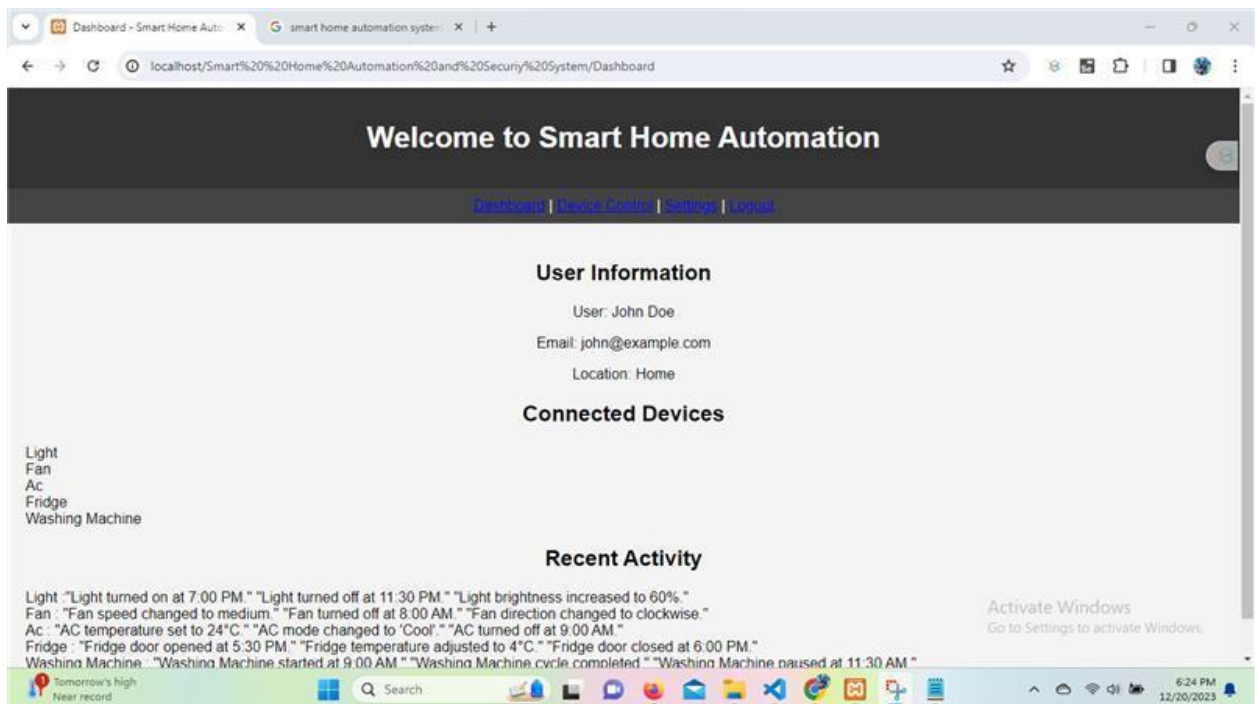 Dashboard - Smart Home Auto
smart home automation system
localhost/Smart%20%20Home%20Automation%20and%20Securiy%20System/Dashboard
Welcome to Smart Home Automation
Dashboard | Device Control | Settings | Logout
User Information
User: John Doe
Email: john@example.com
Location: Home
Connected Devices
Light
Fan
Ac
Fridge
Washing Machine
Recent Activity
Light :"Light turned on at 7:00 PM." "Light turned off at 11:30 PM." "Light brightness increased to 60%."
Fan : "Fan speed changed to medium." "Fan turned off at 8:00 AM." "Fan direction changed to clockwise."
Ac : "AC temperature set to 24°C." "AC mode changed to 'Cool'." "AC turned off at 9:00 AM."
Fridge : "Fridge door opened at 5:30 PM." "Fridge temperature adjusted to 4°C." "Fridge door closed at 6:00 PM."
Washing Machine : "Washing Machine started at 9:00 AM." "Washing Machine cycle completed." "Washing Machine paused at 11:30 AM."
Activate Windows
Go to Settings to activate Windows.
Tomorrow's high
Near record
Search
6:24 PM
12/20/2023